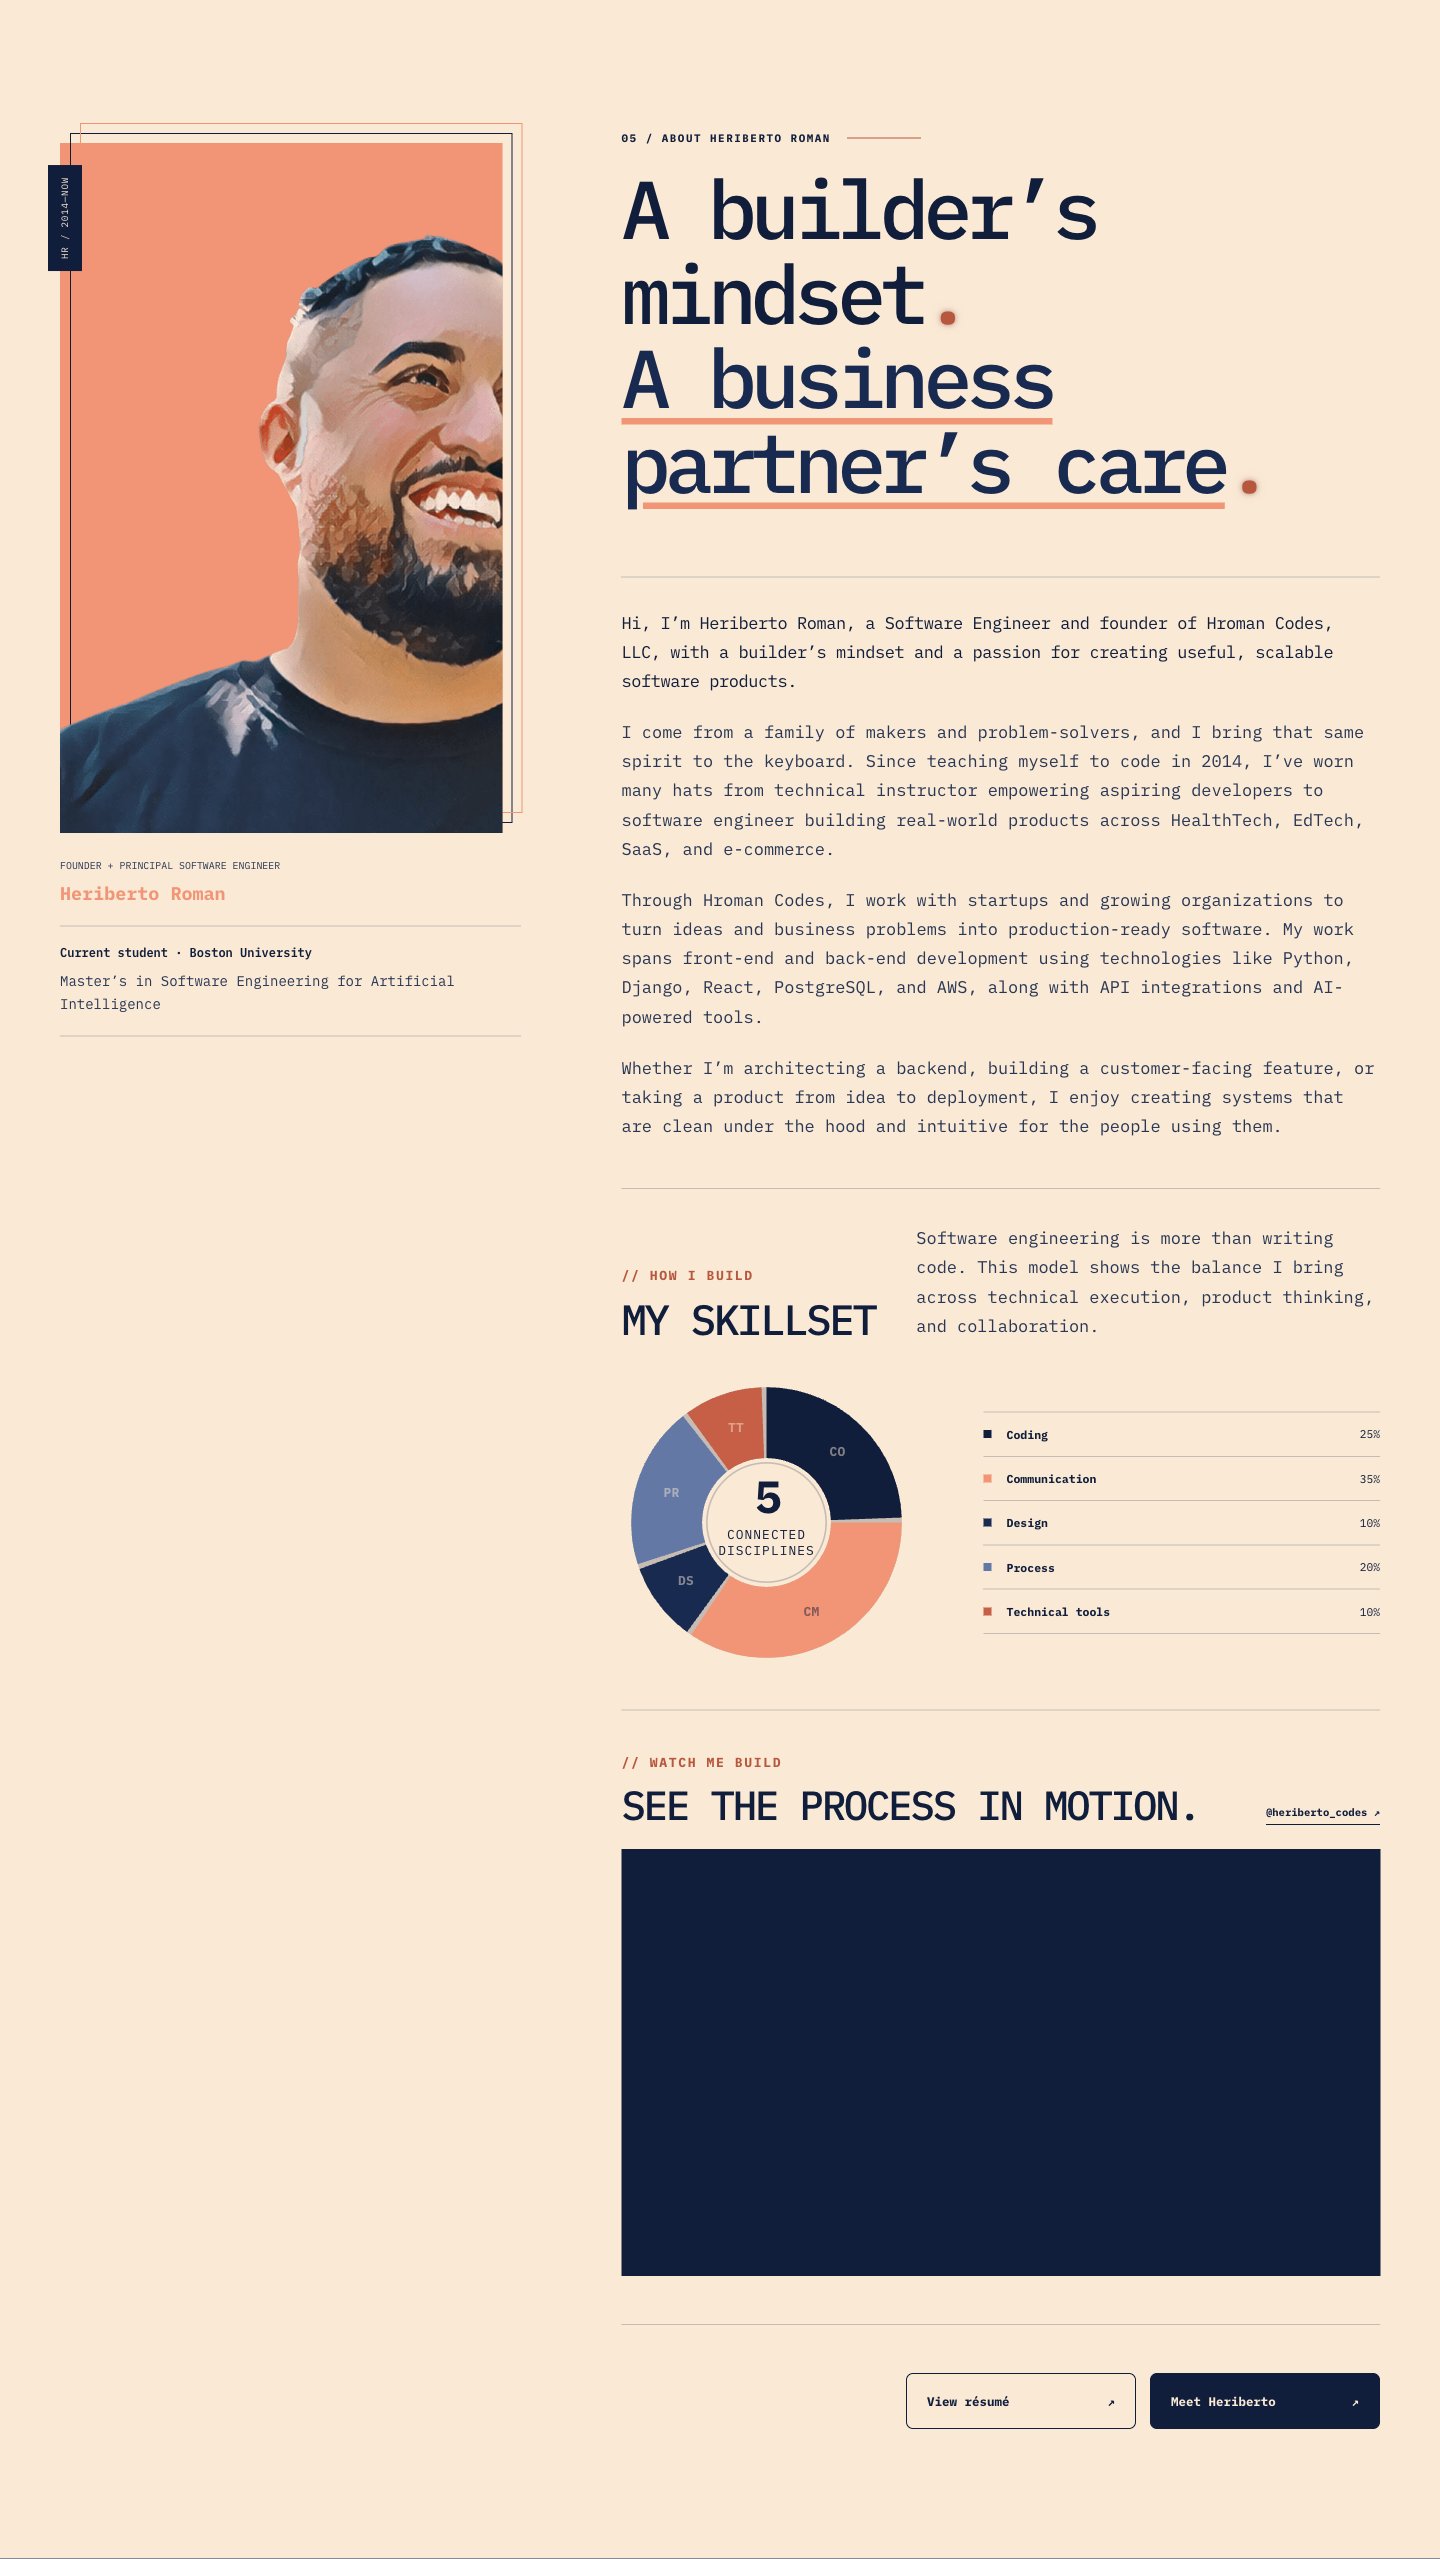 HR / 2014—NOW
FOUNDER + PRINCIPAL SOFTWARE ENGINEER
Heriberto Roman
Current student · Boston University
Master’s in Software Engineering for Artificial
Intelligence
05 / ABOUT HERIBERTO ROMAN
A builder’s
mindset.
A business
partner’s care.
Hi, I’m Heriberto Roman, a Software Engineer and founder of Hroman Codes,
LLC, with a builder’s mindset and a passion for creating useful, scalable
software products.
I come from a family of makers and problem-solvers, and I bring that same
spirit to the keyboard. Since teaching myself to code in 2014, I’ve worn
many hats from technical instructor empowering aspiring developers to
software engineer building real-world products across HealthTech, EdTech,
SaaS, and e-commerce.
Through Hroman Codes, I work with startups and growing organizations to
turn ideas and business problems into production-ready software. My work
spans front-end and back-end development using technologies like Python,
Django, React, PostgreSQL, and AWS, along with API integrations and AI-
powered tools.
Whether I’m architecting a backend, building a customer-facing feature, or
taking a product from idea to deployment, I enjoy creating systems that
are clean under the hood and intuitive for the people using them.
// HOW I BUILD
MY SKILLSET
Software engineering is more than writing
code. This model shows the balance I bring
across technical execution, product thinking,
and collaboration.
TT
CO
PR
DS
CM
5
CONNECTED
DISCIPLINES
Coding 25%
Communication 35%
Design 10%
Process 20%
Technical tools 10%
// WATCH ME BUILD
SEE THE PROCESS IN MOTION.
@heriberto_codes ↗
View résumé ↗
Meet Heriberto ↗